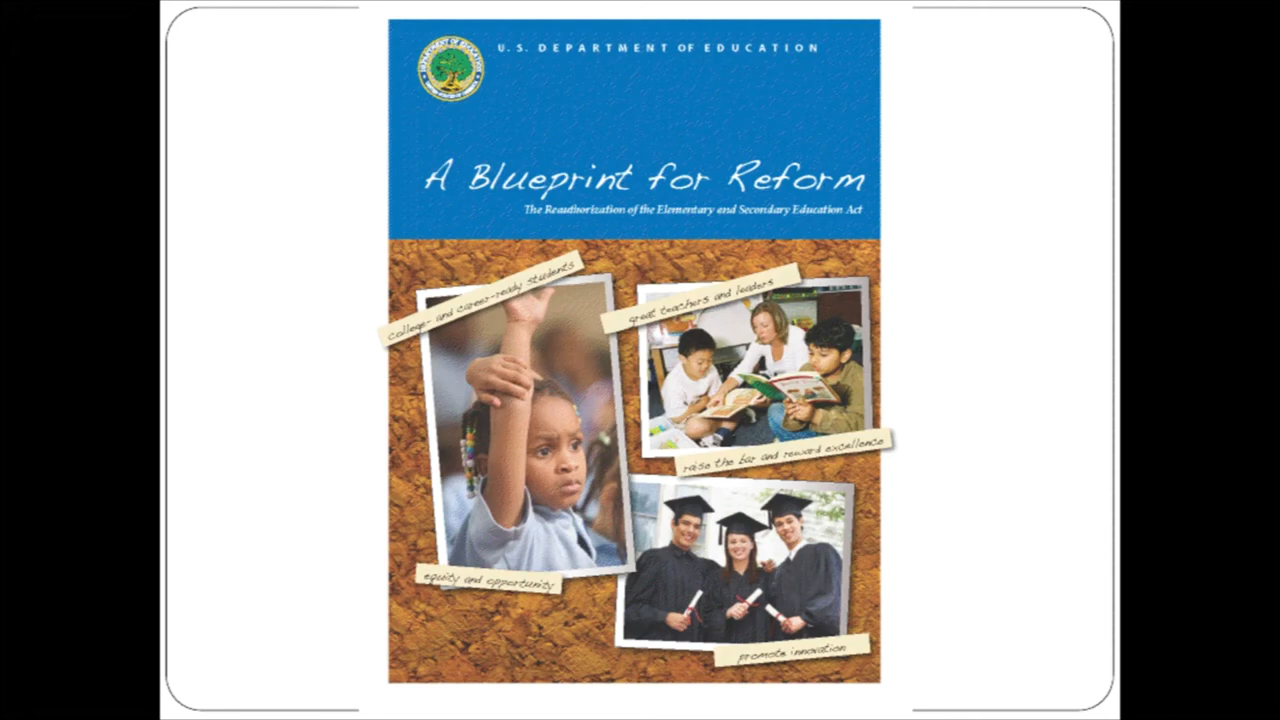 U.S. DEPARTMENT OF EDUCATION
A Blueprint for Reform
The Reauthorization of the Elementary and Secondary Education Act
college- and career-ready students
great teachers and leaders
raise the bar and reward excellence
equity and opportunity
promote innovation